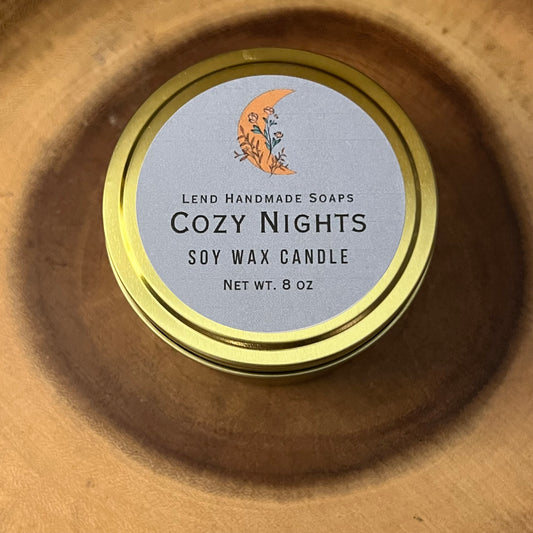 Lend Handmade Soaps
Cozy Nights
SOY WAX CANDLE
Net wt. 8 oz